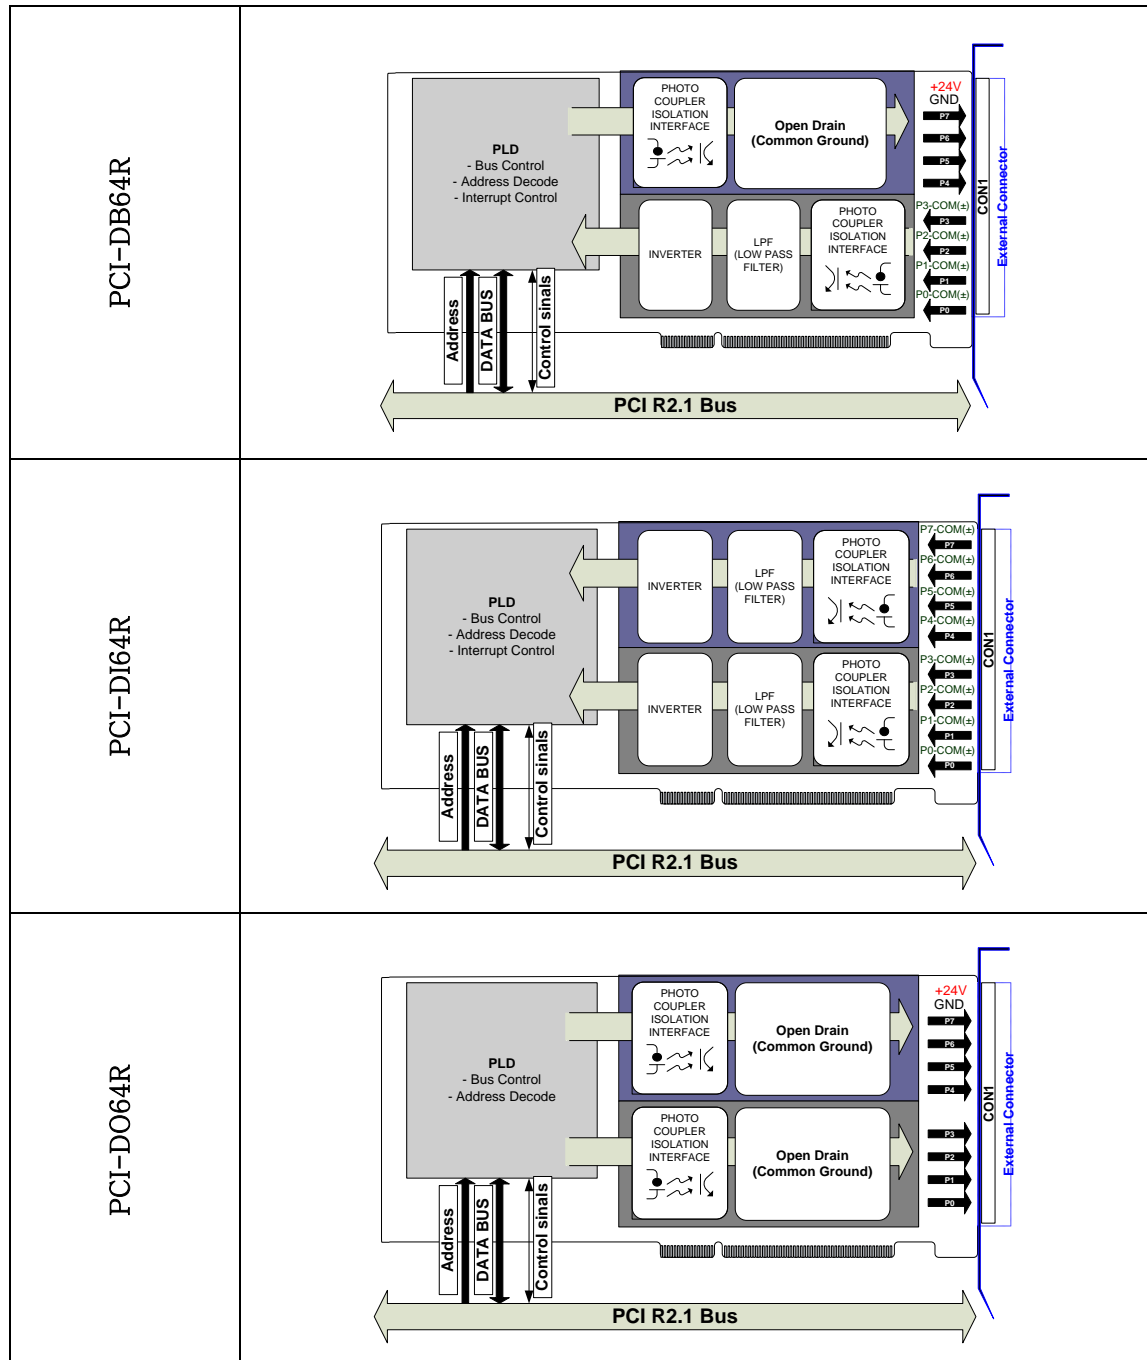 PCI-DB64R
PLD
- Bus Control
- Address Decode
- Interrupt Control
PHOTO
COUPLER
ISOLATION
INTERFACE
Open Drain
(Common Ground)
+24V
GND
P7
P6
P5
P4
INVERTER
LPF
(LOW PASS
FILTER)
PHOTO
COUPLER
ISOLATION
INTERFACE
P3-COM(±)
P3
P2-COM(±)
P2
P1-COM(±)
P1
P0-COM(±)
P0
CON1
External Connector
Address
DATA BUS
Control sinals
PCI R2.1 Bus
PCI-DI64R
PLD
- Bus Control
- Address Decode
- Interrupt Control
INVERTER
LPF
(LOW PASS
FILTER)
PHOTO
COUPLER
ISOLATION
INTERFACE
P7-COM(±)
P7
P6-COM(±)
P6
P5-COM(±)
P5
P4-COM(±)
P4
INVERTER
LPF
(LOW PASS
FILTER)
PHOTO
COUPLER
ISOLATION
INTERFACE
P3-COM(±)
P3
P2-COM(±)
P2
P1-COM(±)
P1
P0-COM(±)
P0
CON1
External Connector
Address
DATA BUS
Control sinals
PCI R2.1 Bus
PCI-DO64R
PLD
- Bus Control
- Address Decode
PHOTO
COUPLER
ISOLATION
INTERFACE
Open Drain
(Common Ground)
+24V
GND
P7
P6
P5
P4
PHOTO
COUPLER
ISOLATION
INTERFACE
Open Drain
(Common Ground)
P3
P2
P1
P0
CON1
External Connector
Address
DATA BUS
Control sinals
PCI R2.1 Bus